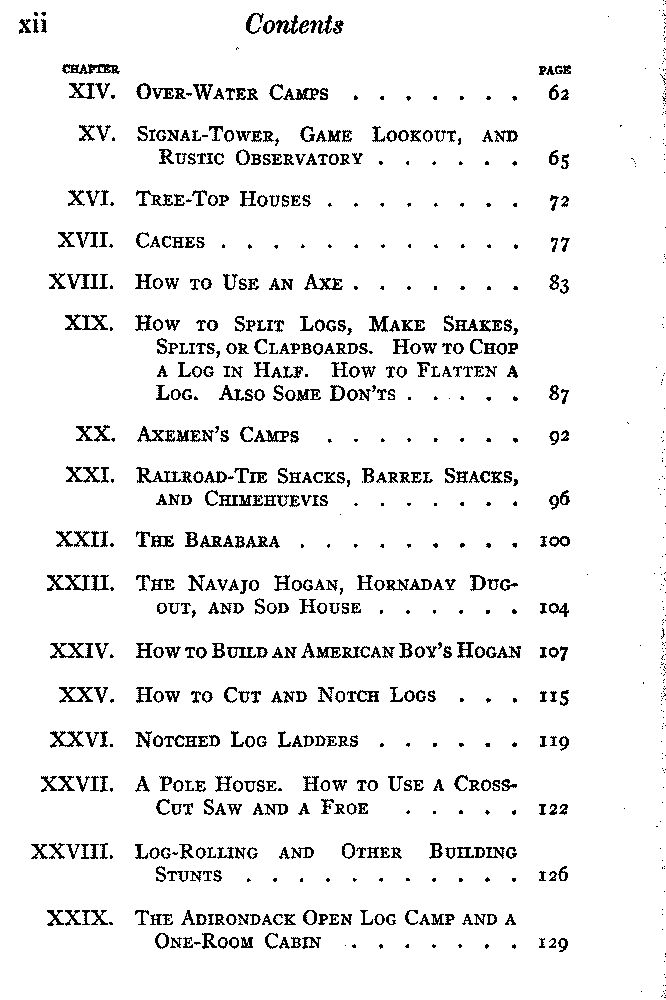 xii Contents
CHAPTER PAGE
XIV. OVER-WATER CAMPS . . . . . . . 62
XV. SIGNAL-TOWER, GAME LOOKOUT, AND
RUSTIC OBSERVATORY . . . . . . 65
XVI. TREE-TOP HOUSES . . . . . . . . 72
XVII. CACHES . . . . . . . . . . . . 77
XVIII. HOW TO USE AN AXE . . . . . . . 83
XIX. HOW TO SPLIT LOGS, MAKE SHAKES,
SPLITS, OR CLAPBOARDS. HOW TO CHOP
A LOG IN HALF. HOW TO FLATTEN A
LOG. ALSO SOME DON'TS . . . . . 87
XX. AXEMEN'S CAMPS . . . . . . . . 92
XXI. RAILROAD-TIE SHACKS, BARREL SHACKS,
AND CHIMEHUEVIS . . . . . . . 96
XXII. THE BARABARA . . . . . . . . . 100
XXIII. THE NAVAJO HOGAN, HORNADAY DUG-
OUT, AND SOD HOUSE . . . . . . 104
XXIV. HOW TO BUILD AN AMERICAN BOY'S HOGAN 107
XXV. HOW TO CUT AND NOTCH LOGS . . . 115
XXVI. NOTCHED LOG LADDERS . . . . . . 119
XXVII. A POLE HOUSE. HOW TO USE A CROSS-
CUT SAW AND A FROE . . . . . 122
XXVIII. LOG-ROLLING AND OTHER BUILDING
STUNTS . . . . . . . . . . . 126
XXIX. THE ADIRONDACK OPEN LOG CAMP AND A
ONE-ROOM CABIN . . . . . . . 129